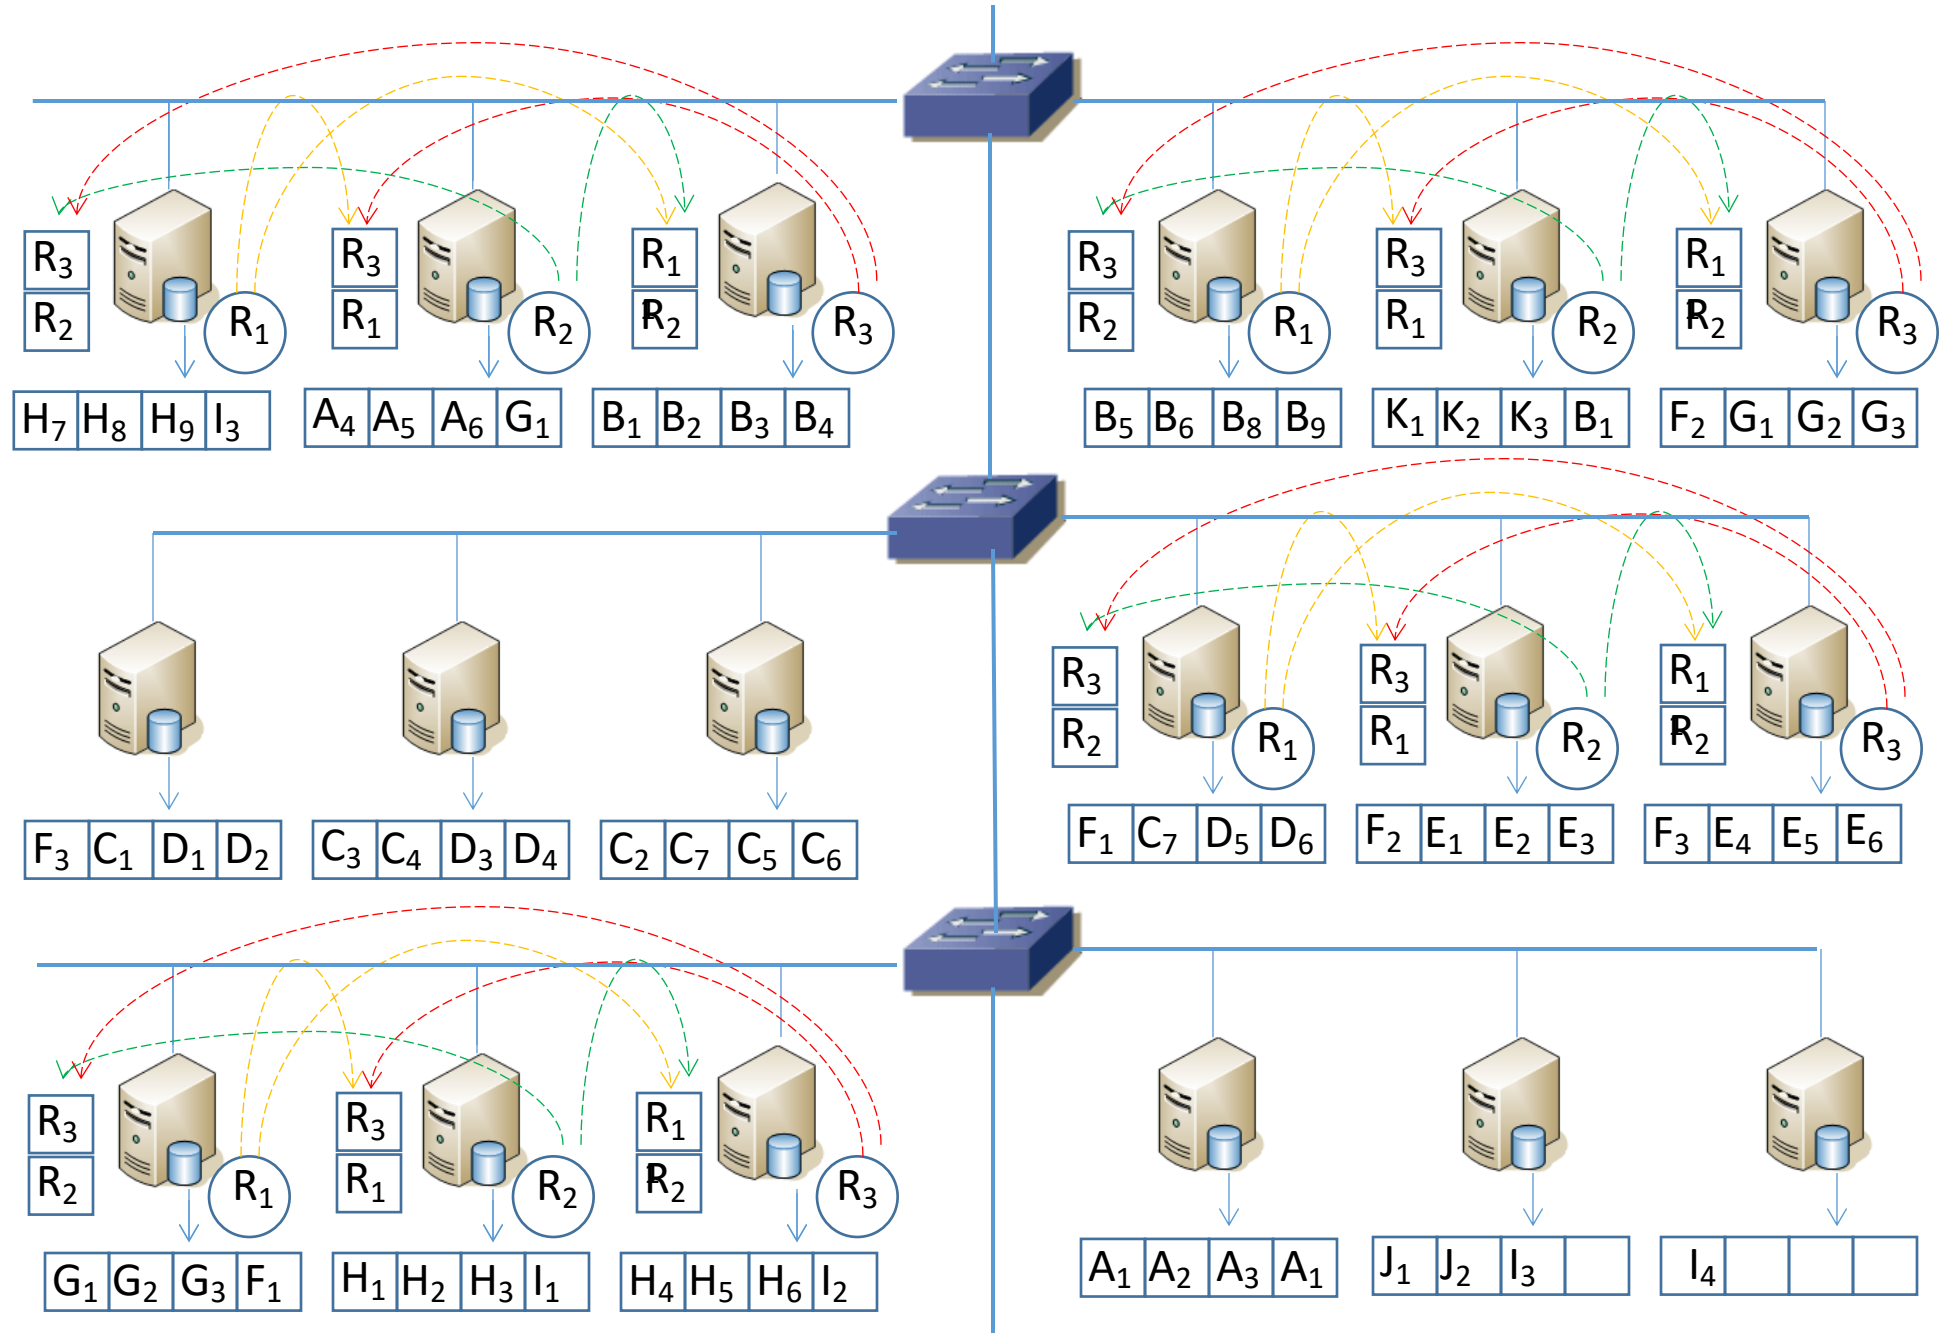 R3 R3 R1
R2 R1 R1 R2 R2 1 R3
H7 H8 H9 I3
A4 A5 A6 G1
B1 B2 B3 B4
R3 R3 R1
R2 R1 R1 R2 R2 1 R3
B5 B6 B8 B9
K1 K2 K3 B1
F2 G1 G2 G3
F3 C1 D1 D2
C3 C4 D3 D4
C2 C7 C5 C6
R3 R3 R1
R2 R1 R1 R2 R2 1 R3
F1 C7 D5 D6
F2 E1 E2 E3
F3 E4 E5 E6
R3 R3 R1
R2 R1 R1 R2 R2 1 R3
G1 G2 G3 F1
H1 H2 H3 I1
H4 H5 H6 I2
A1 A2 A3 A1
J1 J2 I3
I4